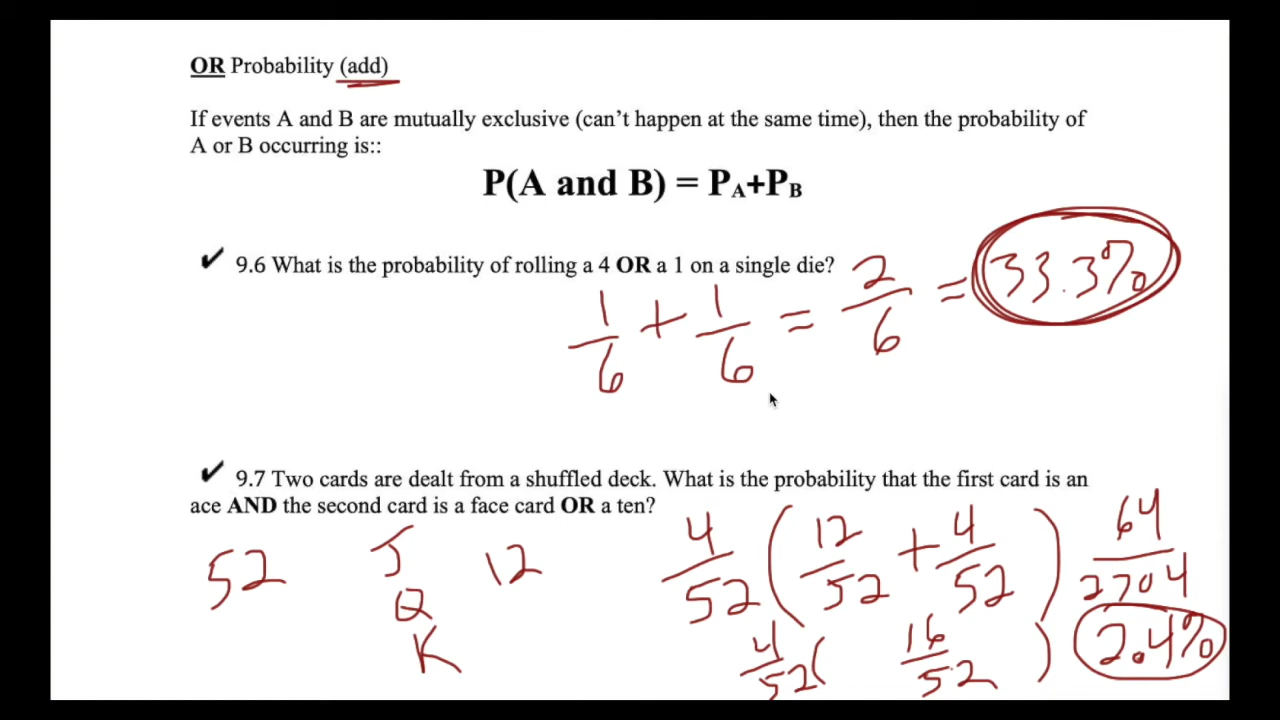 OR Probability (add)
If events A and B are mutually exclusive (can't happen at the same time), then the probability of
A or B occurring is::
P(A and B) = PA+PB
✔ 9.6 What is the probability of rolling a 4 OR a 1 on a single die?
1/6 + 1/6 = 2/6 = 33.3%
✔ 9.7 Two cards are dealt from a shuffled deck. What is the probability that the first card is an
ace AND the second card is a face card OR a ten?
52 J 12 4/52 (12/52 + 4/52) 64/2704
Q
K 4/52 ( 16/52 ) 2.4%